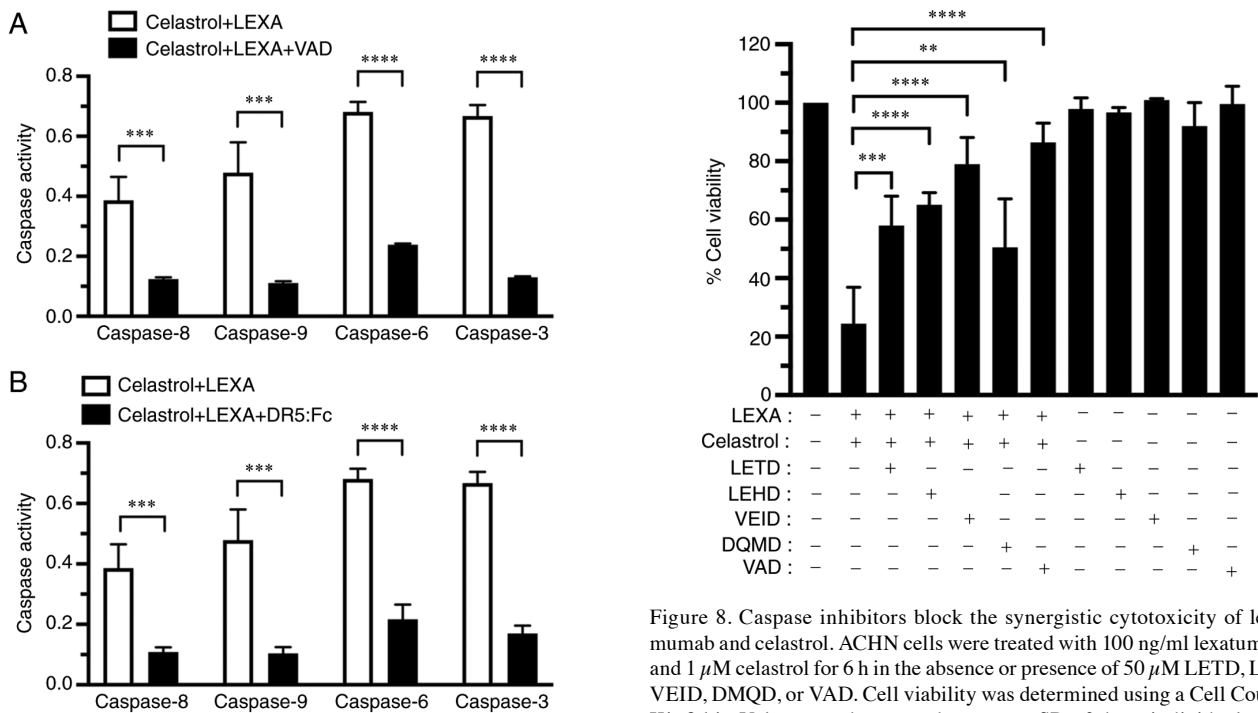 A
Celastrol+LEXA
Celastrol+LEXA+VAD
Caspase activity
0.8
0.6
0.4
0.2
0.0
***
***
****
****
Caspase-8 Caspase-9 Caspase-6 Caspase-3
B
Celastrol+LEXA
Celastrol+LEXA+DR5:Fc
Caspase activity
0.8
0.6
0.4
0.2
0.0
***
***
****
****
Caspase-8 Caspase-9 Caspase-6 Caspase-3
% Cell viability
120
100
80
60
40
20
0
****
**
****
****
***
LEXA : – + + + + + + – – – – –
Celastrol : – + + + + + + – – – – –
LETD : – – + – – – – + – – – –
LEHD : – – – + – – – – + – – –
VEID : – – – – + – – – – + – –
DQMD : – – – – – + – – – – + –
VAD : – – – – – – + – – – – +
Figure 8. Caspase inhibitors block the synergistic cytotoxicity of
mumab and celastrol. ACHN cells were treated with 100 ng/ml
and 1 µM celastrol for 6 h in the absence or presence of 50 µM LETD,
VEID, DMQD, or VAD. Cell viability was determined using a Cell